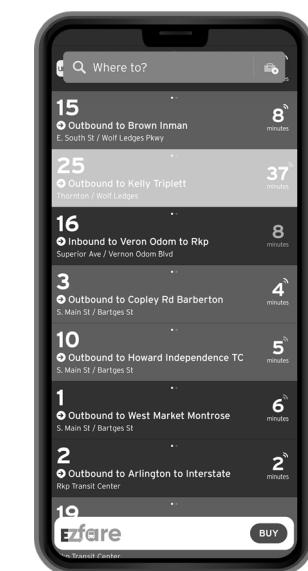 Where to?
15
Outbound to Brown Inman
E. South St / Wolf Ledges Pkwy
8
minutes
25
Outbound to Kelly Triplett
Thornton / Wolf Ledges
37
minutes
16
Inbound to Veron Odom to Rkp
Superior Ave / Vernon Odom Blvd
8
minutes
3
Outbound to Copley Rd Barberton
S. Main St / Bartges St
4
minutes
10
Outbound to Howard Independence TC
S. Main St / Bartges St
5
minutes
1
Outbound to West Market Montrose
S. Main St / Bartges St
6
minutes
2
Outbound to Arlington to Interstate
Rkp Transit Center
2
minutes
19
EZfare
BUY
Rkp Transit Center